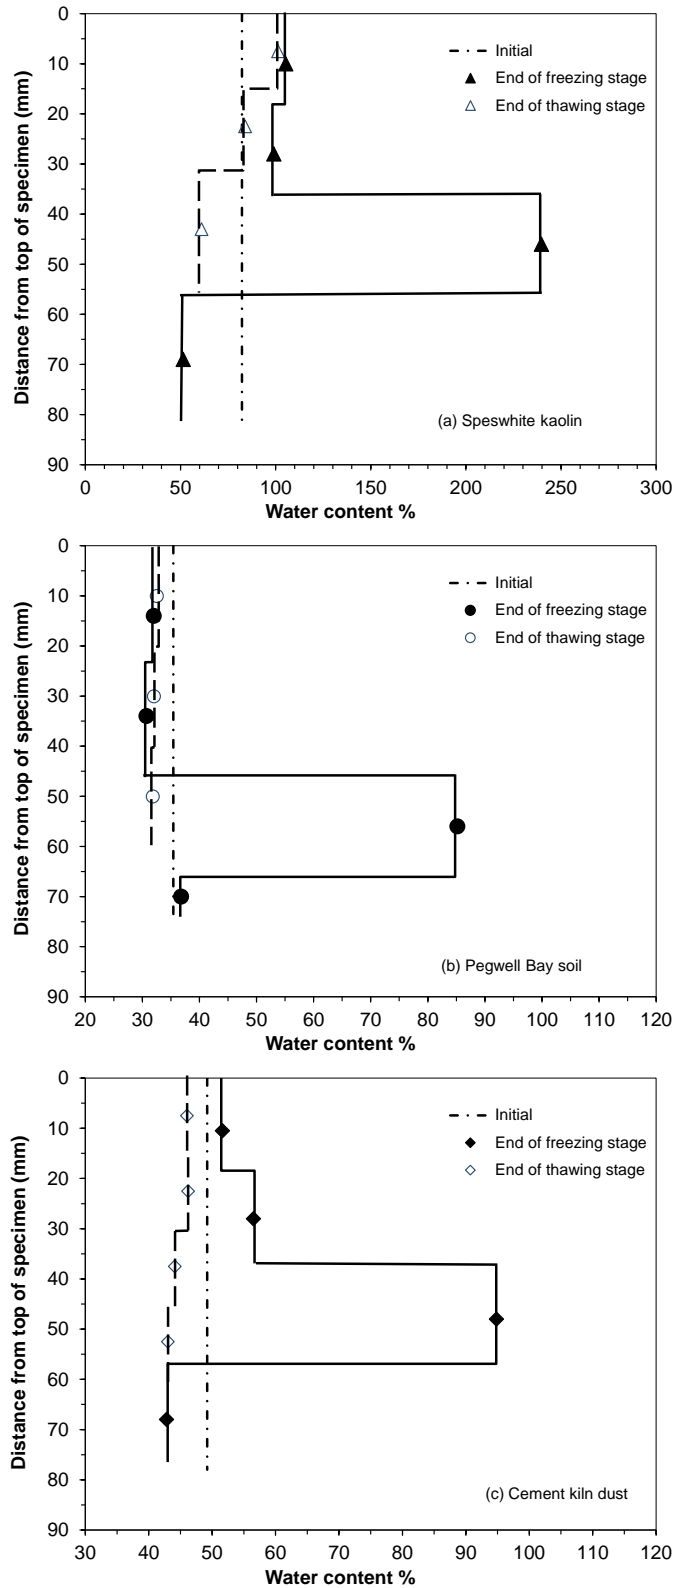 0
10
20
30
40
50
60
70
80
90
Distance from top of specimen (mm)
Initial
End of freezing stage
End of thawing stage
(a) Speswhite kaolin
0 50 100 150 200 250 300
Water content %
0
10
20
30
40
50
60
70
80
90
Distance from top of specimen (mm)
Initial
End of freezing stage
End of thawing stage
(b) Pegwell Bay soil
20 30 40 50 60 70 80 90 100 110 120
Water content %
0
10
20
30
40
50
60
70
80
90
Distance from top of specimen (mm)
Initial
End of freezing stage
End of thawing stage
(c) Cement kiln dust
30 40 50 60 70 80 90 100 110 120
Water content %